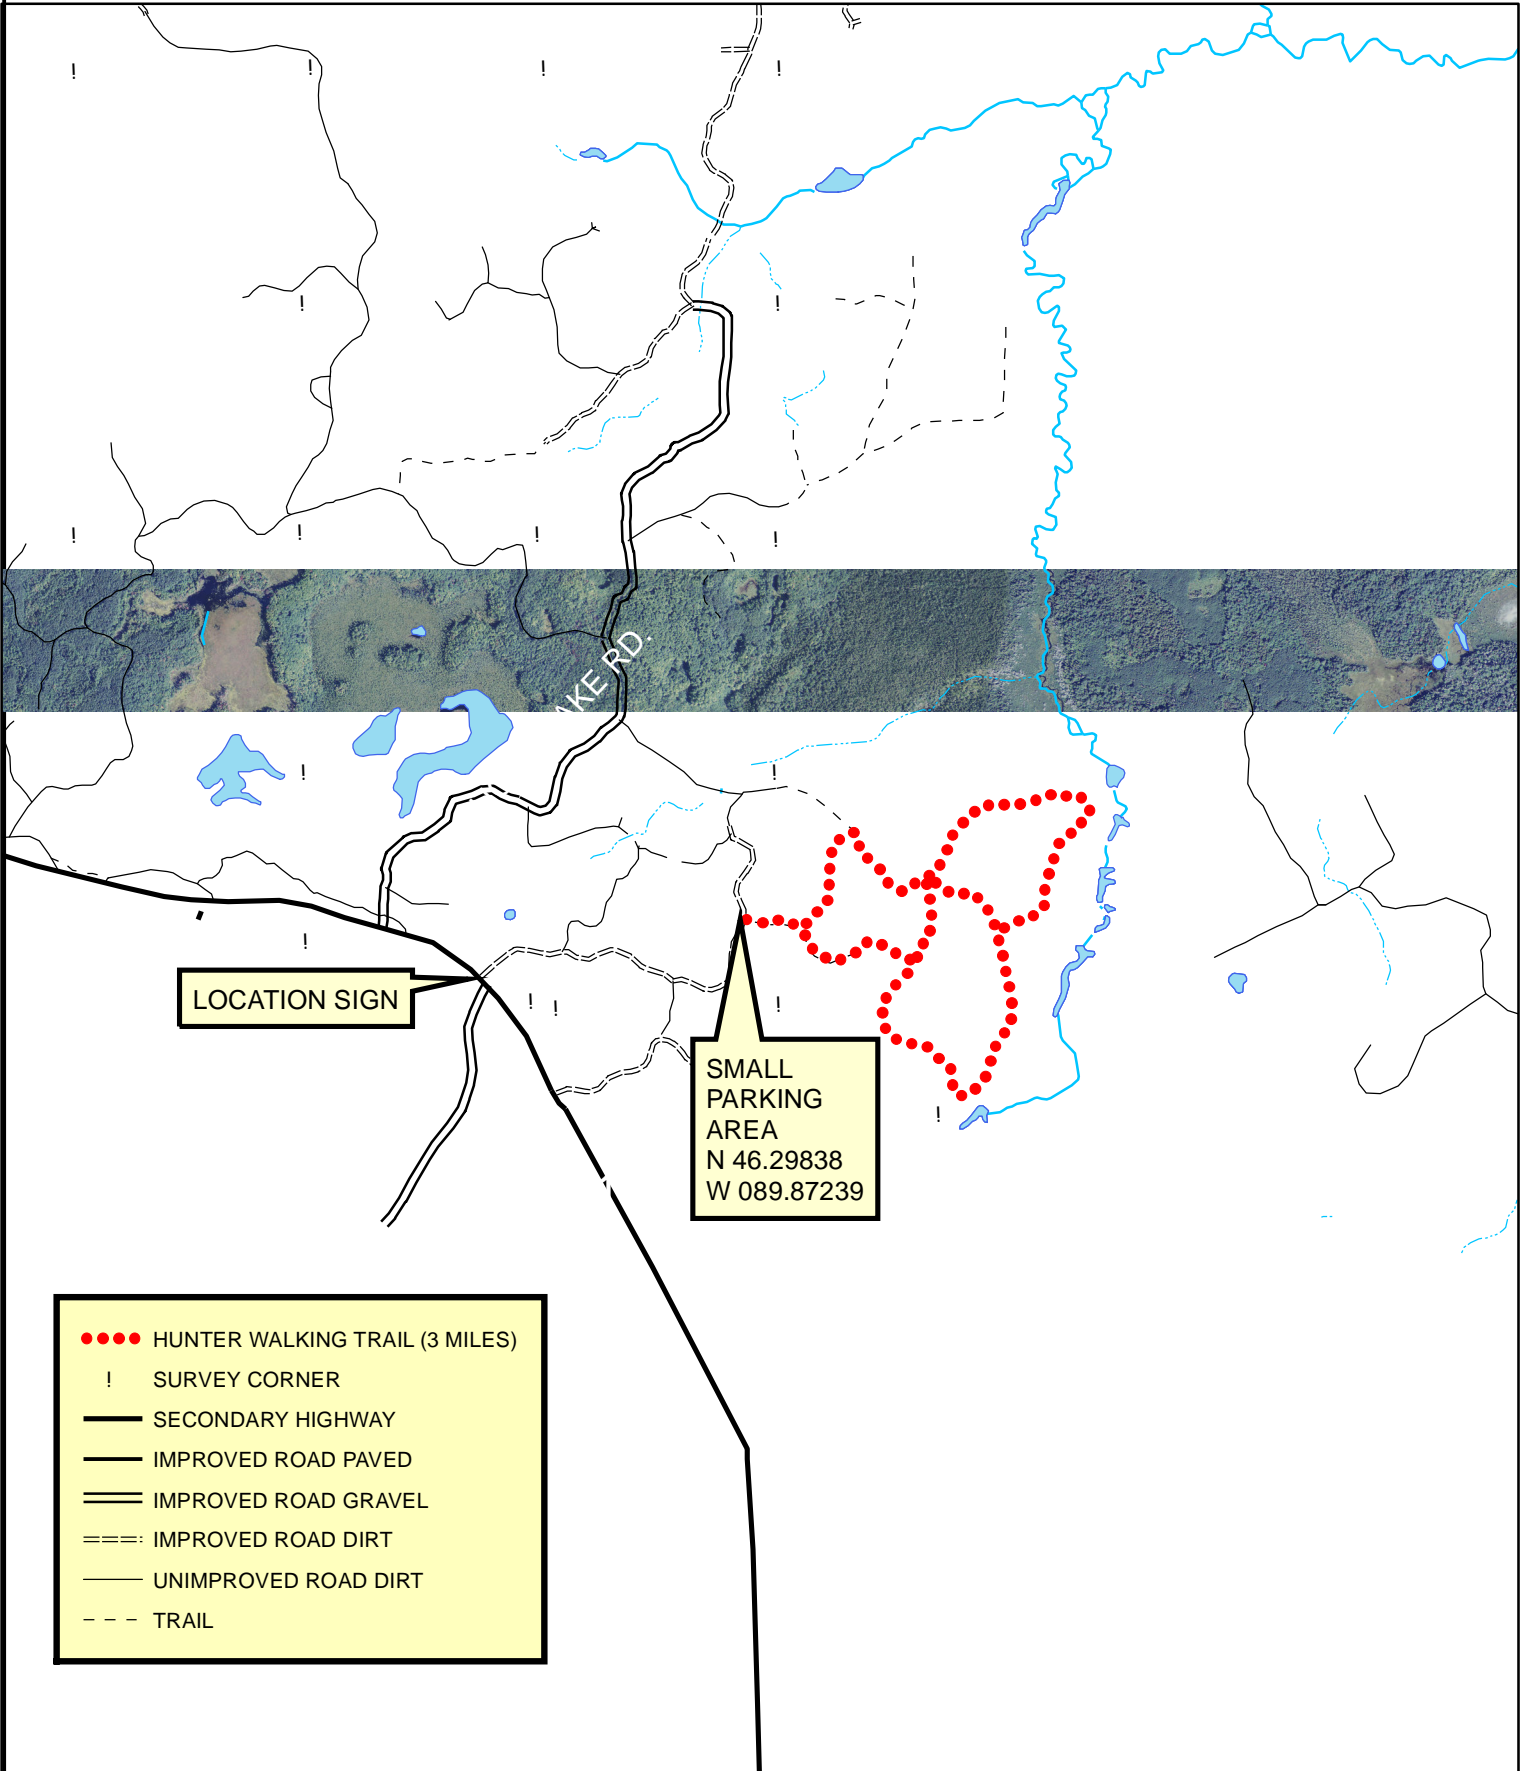 RD.
LOCATION SIGN
SMALL
PARKING
AREA
N 46.29838
W 089.87239
HUNTER WALKING TRAIL (3 MILES)
! SURVEY CORNER
SECONDARY HIGHWAY
IMPROVED ROAD PAVED
IMPROVED ROAD GRAVEL
IMPROVED ROAD DIRT
UNIMPROVED ROAD DIRT
TRAIL